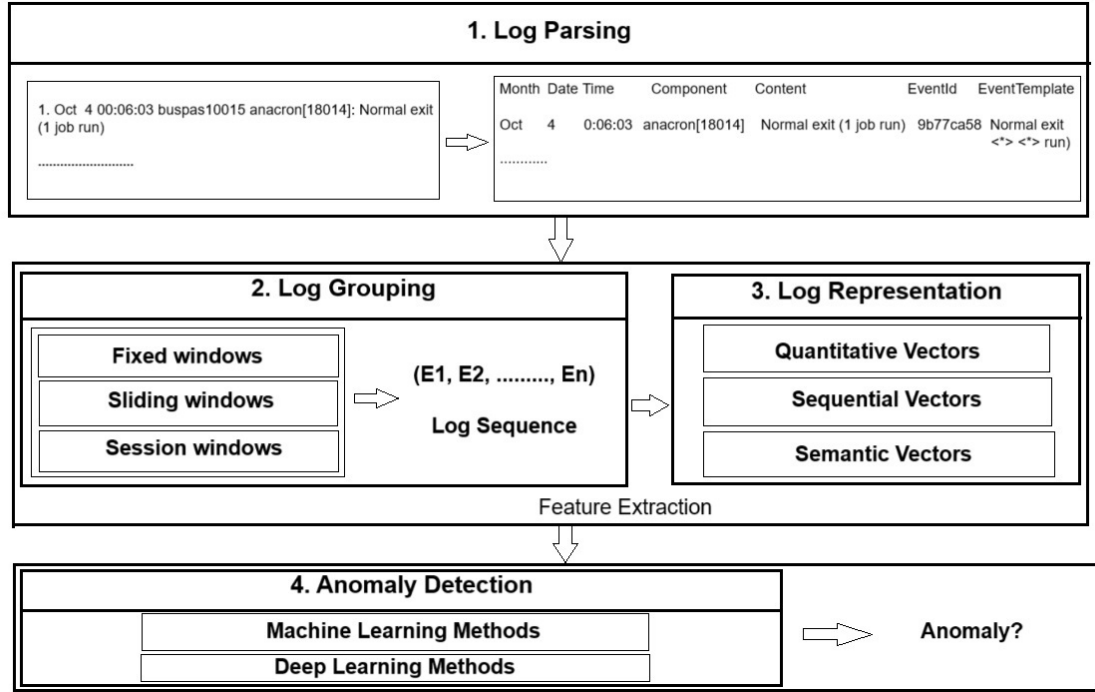 1. Log Parsing
1. Oct 4 00:06:03 buspas10015 anacron[18014]: Normal exit
(1 job run)
..........................
Month Date Time Component Content EventId EventTemplate
Oct 4 0:06:03 anacron[18014] Normal exit (1 job run) 9b77ca58 Normal exit
<*> <*> run)
............
2. Log Grouping
Fixed windows
Sliding windows
Session windows
(E1, E2, ........., En)
Log Sequence
3. Log Representation
Quantitative Vectors
Sequential Vectors
Semantic Vectors
Feature Extraction
4. Anomaly Detection
Machine Learning Methods
Deep Learning Methods
Anomaly?